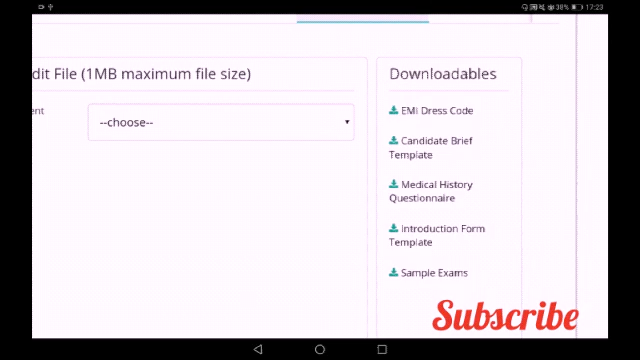 38% 17:23
dit File (1MB maximum file size)
ent
--choose--
Downloadables
EMI Dress Code
Candidate Brief
Template
Medical History
Questionnaire
Introduction Form
Template
Sample Exams
Subscribe